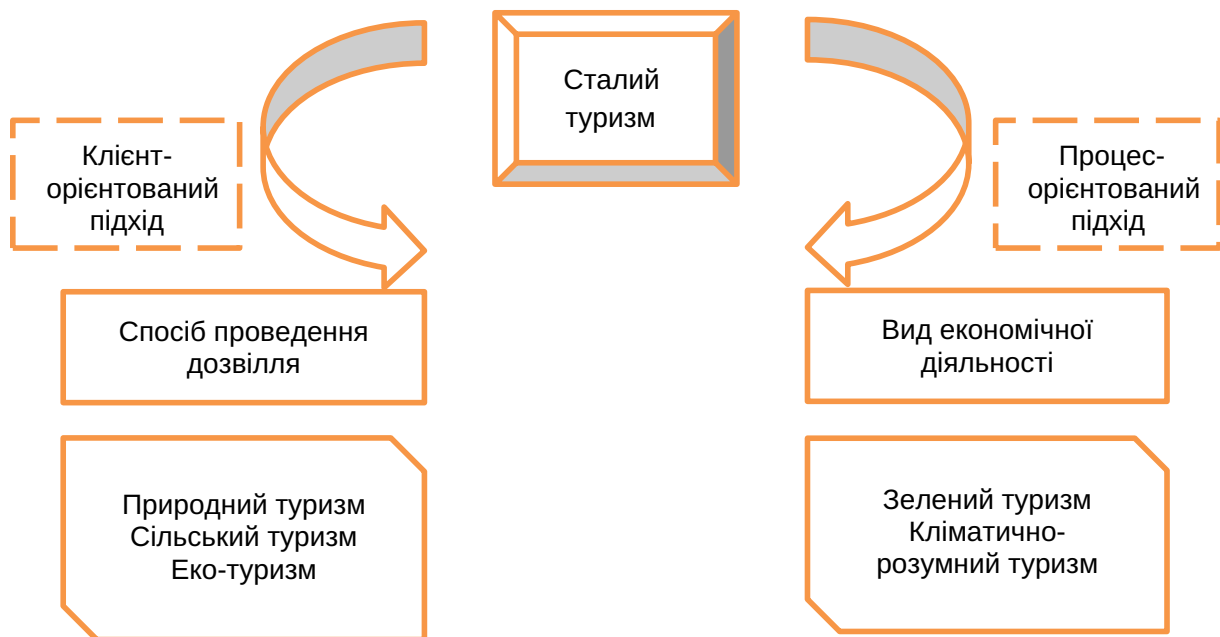 Сталий
туризм
Клієнт-
орієнтований
підхід
Процес-
орієнтований
підхід
Спосіб проведення
дозвілля
Вид економічної
діяльності
Природний туризм
Сільський туризм
Еко-туризм
Зелений туризм
Кліматично-
розумний туризм